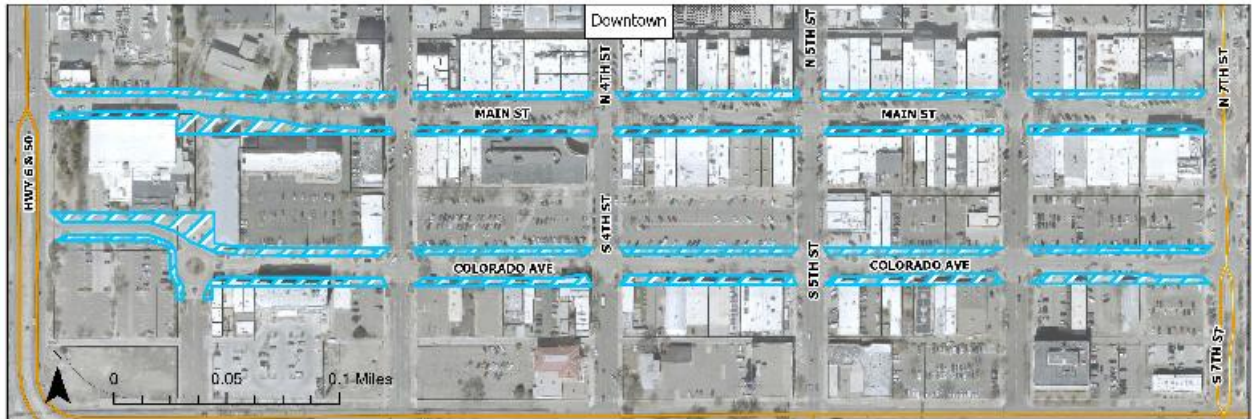 Downtown
N 4TH ST
N 5TH ST
N 7TH ST
MAIN ST
MAIN ST
HWY 6 & 50
S 4TH ST
S 5TH ST
COLORADO AVE
COLORADO AVE
S 7TH ST
0 0.05 0.1 Miles